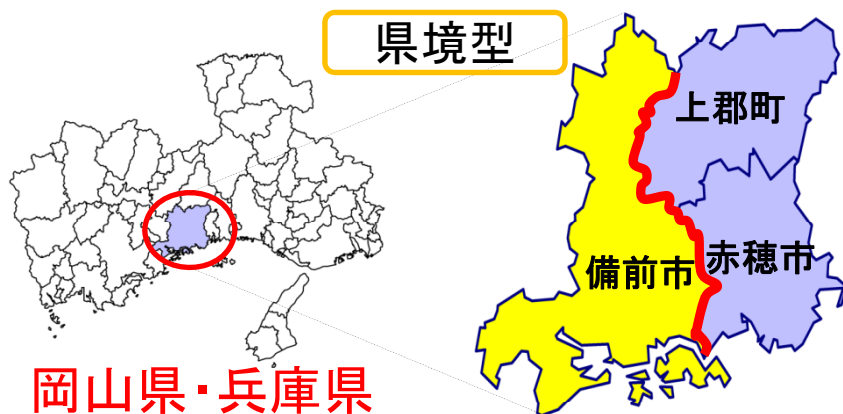 県境型
上郡町
赤穂市
備前市
岡山県・兵庫県